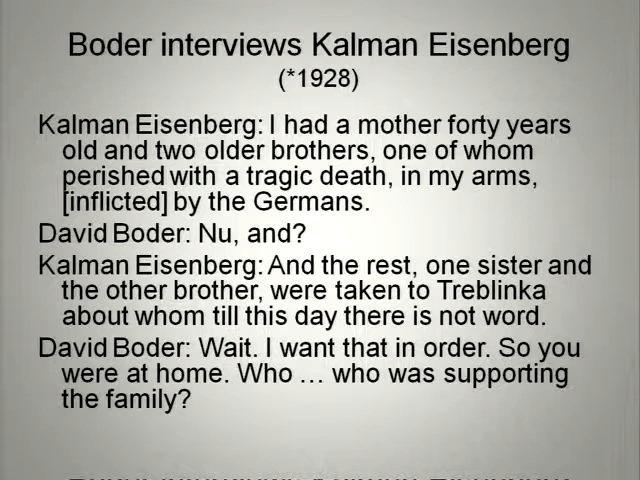 Boder interviews Kalman Eisenberg
(*1928)
Kalman Eisenberg: I had a mother forty years
old and two older brothers, one of whom
perished with a tragic death, in my arms,
[inflicted] by the Germans.
David Boder: Nu, and?
Kalman Eisenberg: And the rest, one sister and
the other brother, were taken to Treblinka
about whom till this day there is not word.
David Boder: Wait. I want that in order. So you
were at home. Who … who was supporting
the family?